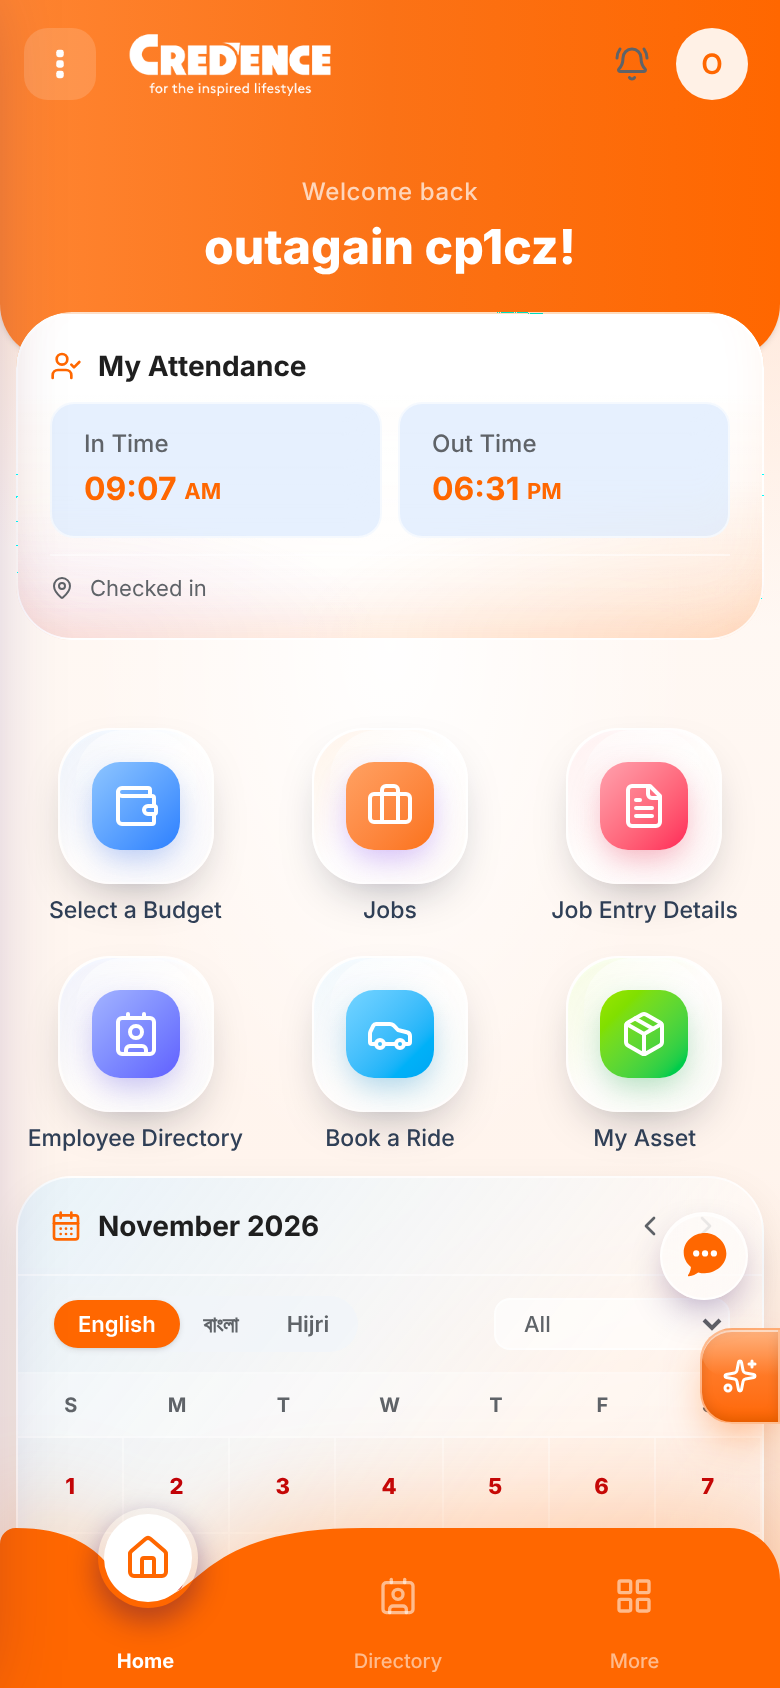 CREDENCE
for the inspired lifestyles
O
Welcome back
outagain cp1cz!
My Attendance
In Time
Out Time
09:07 AM
06:31 PM
Checked in
Select a Budget
Jobs
Job Entry Details
Employee Directory
Book a Ride
My Asset
November 2026
English
বাংলা
Hijri
All
S M T W T F
1 2 3 4 5 6 7
Home
Directory
More